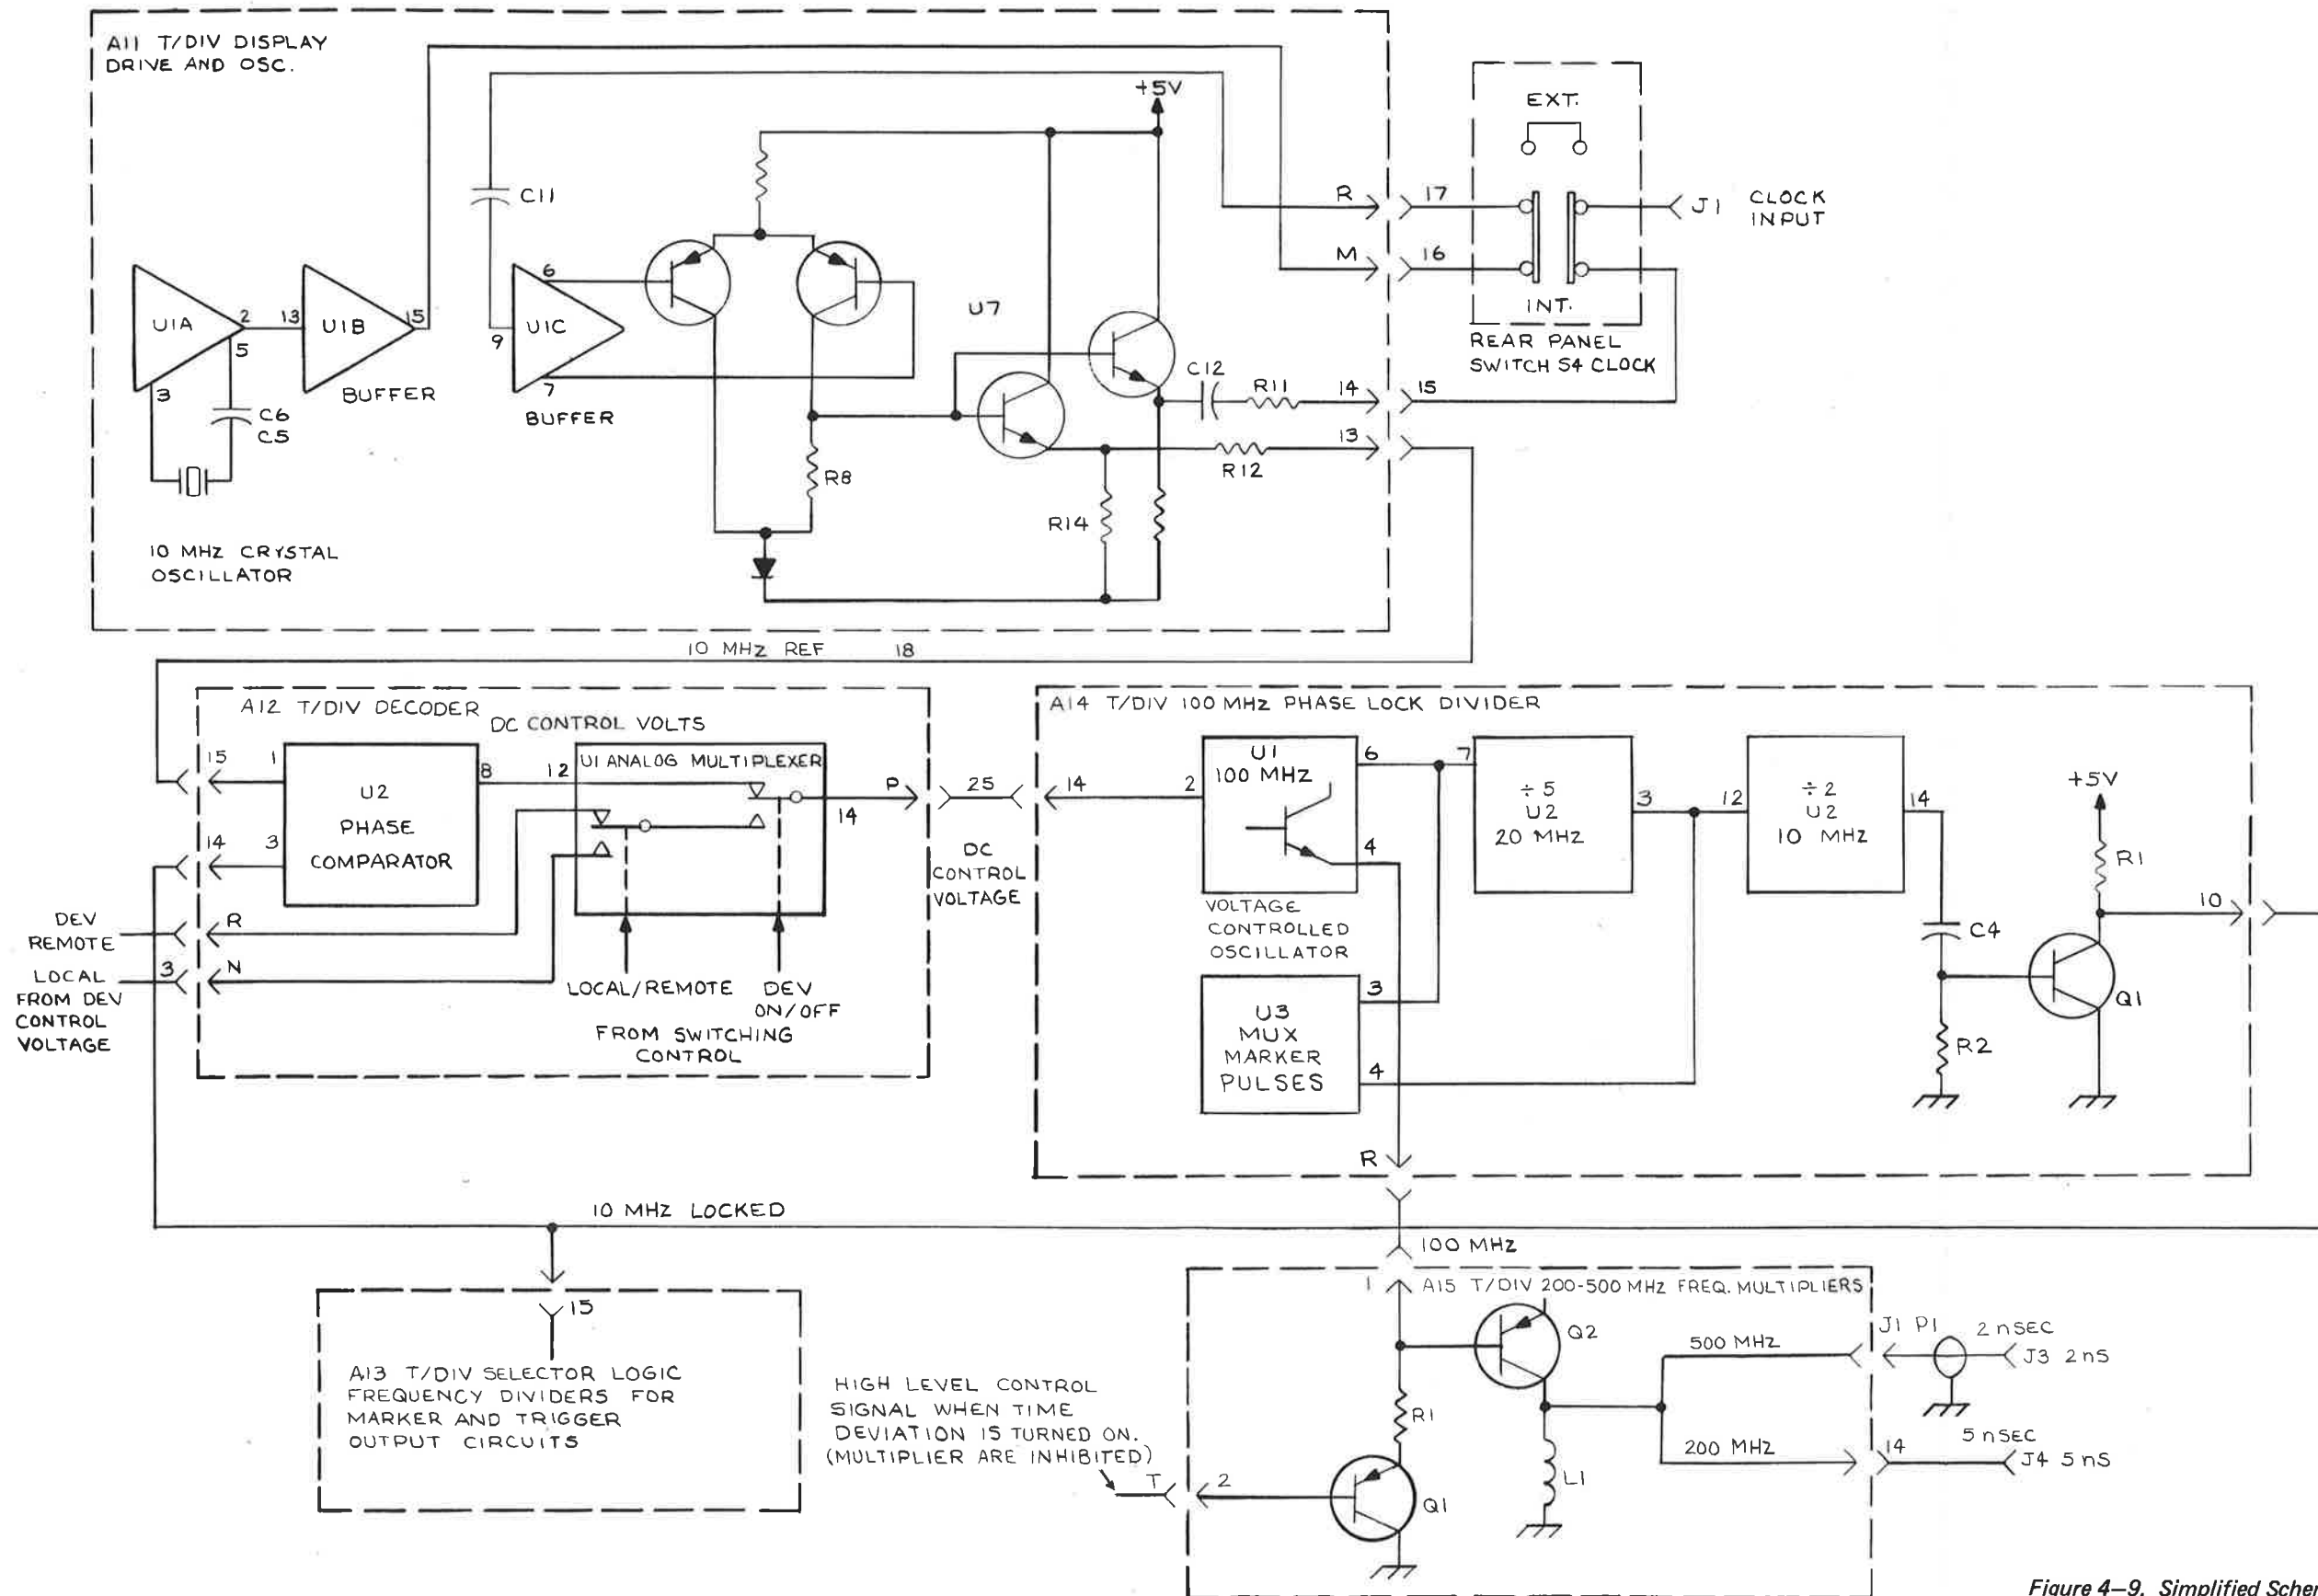 A11 T/DIV DISPLAY
DRIVE AND OSC.
+5V
EXT.
C11
R
17
J1
CLOCK
INPUT
M
16
INT.
REAR PANEL
SWITCH S4 CLOCK
U1A
2
5
3
13
U1B
15
BUFFER
C6
C5
10 MHZ CRYSTAL
OSCILLATOR
6
U1C
9
7
BUFFER
U7
R8
C12
R11
14
15
13
R12
R14
10 MHZ REF
18
A12 T/DIV DECODER
DC CONTROL VOLTS
15
1
U2
PHASE
COMPARATOR
8
12
U1 ANALOG MULTIPLEXER
14
3
P
14
25
DC
CONTROL
VOLTAGE
DEV
REMOTE
R
LOCAL
FROM DEV
CONTROL
VOLTAGE
3
N
LOCAL/REMOTE
DEV
ON/OFF
FROM SWITCHING
CONTROL
A14 T/DIV 100 MHZ PHASE LOCK DIVIDER
14
2
U1
100 MHZ
6
4
VOLTAGE
CONTROLLED
OSCILLATOR
7
÷5
U2
20 MHZ
3
12
÷2
U2
10 MHZ
14
+5V
R1
10
C4
Q1
R2
U3
MUX
MARKER
PULSES
3
4
R
10 MHZ LOCKED
100 MHZ
15
A13 T/DIV SELECTOR LOGIC
FREQUENCY DIVIDERS FOR
MARKER AND TRIGGER
OUTPUT CIRCUITS
HIGH LEVEL CONTROL
SIGNAL WHEN TIME
DEVIATION IS TURNED ON.
(MULTIPLIER ARE INHIBITED)
T
2
1
A15 T/DIV 200-500 MHZ FREQ. MULTIPLIERS
Q2
R1
Q1
L1
500 MHZ
J1 P1
2 nSEC
J3 2nS
200 MHZ
14
5 nSEC
J4 5nS
Figure 4–9. Simplified Scher